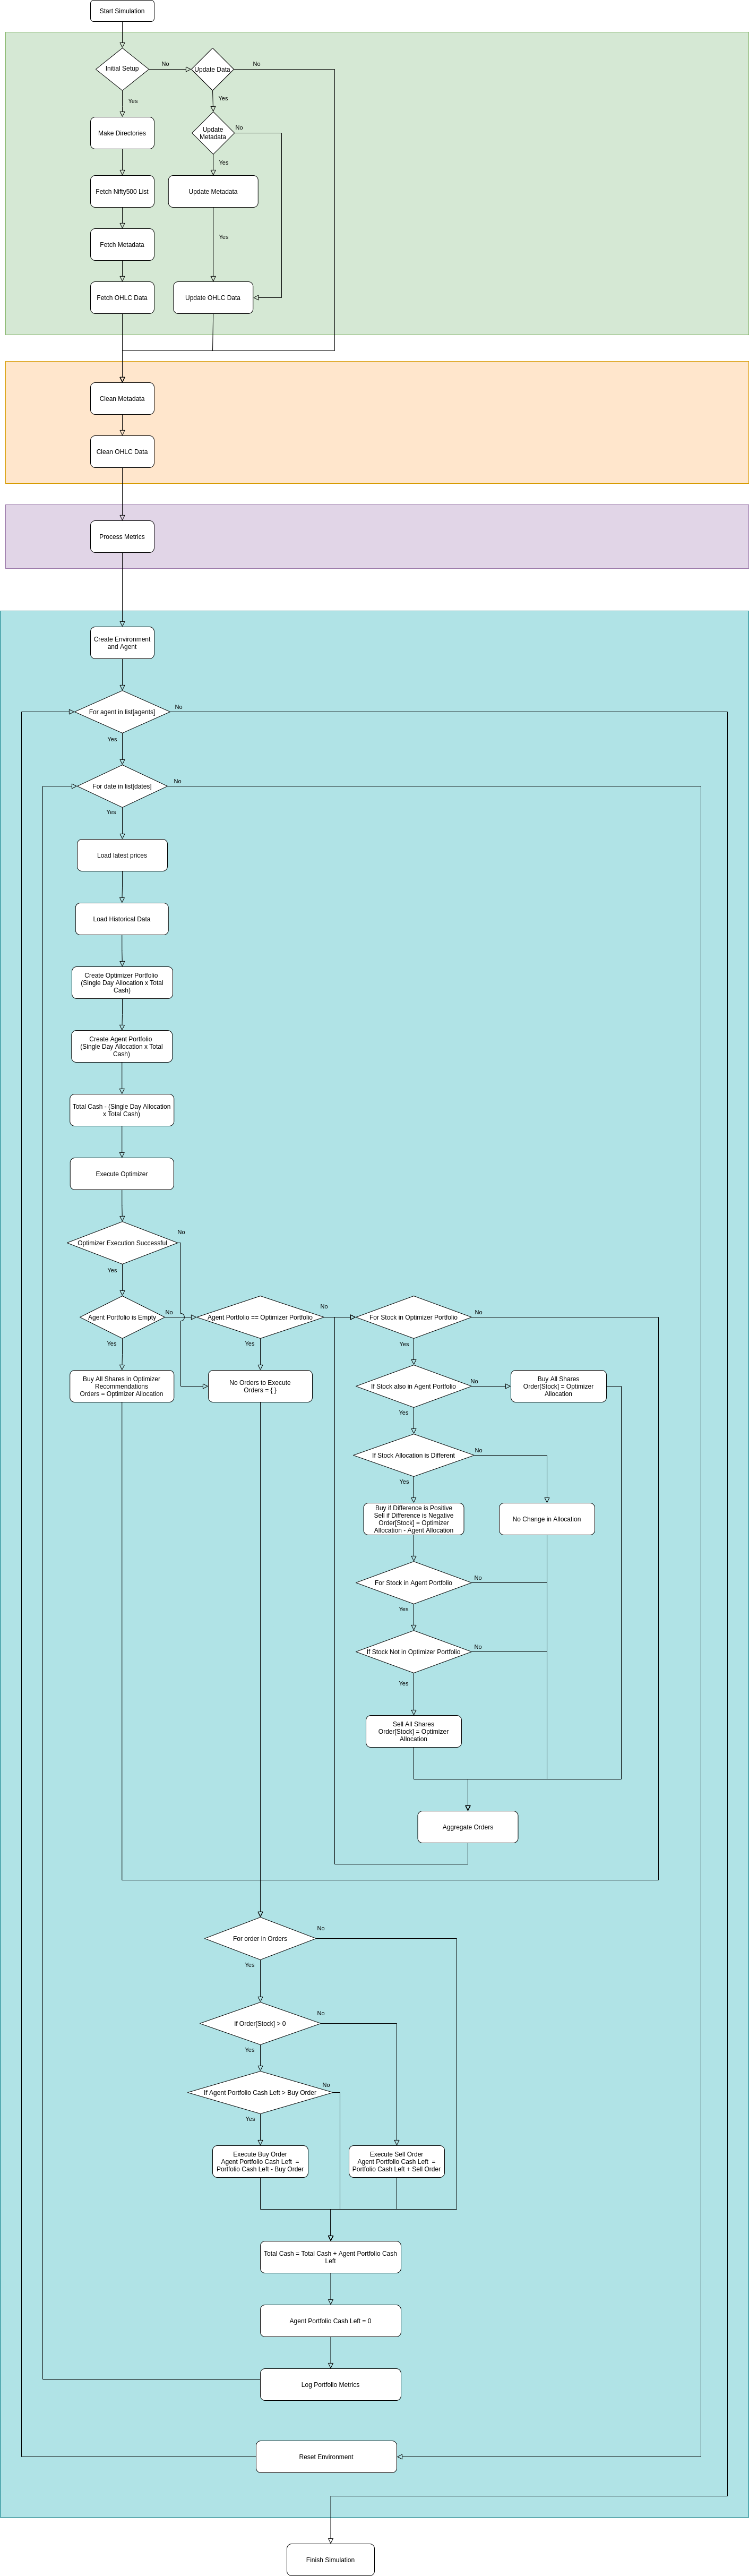 Start Simulation
Initial Setup
No
Update Data
No
Yes
Yes
Make Directories
Update
Metadata
No
Yes
Fetch Nifty500 List
Update Metadata
Fetch Metadata
Yes
Fetch OHLC Data
Update OHLC Data
Clean Metadata
Clean OHLC Data
Process Metrics
Create Environment
and Agent
For agent in list[agents]
No
Yes
For date in list[dates]
No
Yes
Load latest prices
Load Historical Data
Create Optimizer Portfolio
(Single Day Allocation x Total
Cash)
Create Agent Portfolio
(Single Day Allocation x Total
Cash)
Total Cash - (Single Day Allocation
x Total Cash)
Execute Optimizer
Optimizer Execution Successful
No
Yes
Agent Portfolio is Empty
No
Agent Portfolio == Optimizer Portfolio
No
For Stock in Optimizer Portfolio
No
Yes
Yes
Yes
Buy All Shares in Optimizer
Recommendations
Orders = Optimizer Allocation
No Orders to Execute
Orders = { }
If Stock also in Agent Portfolio
No
Buy All Shares
Order[Stock] = Optimizer
Allocation
Yes
If Stock Allocation is Different
No
Yes
Buy if Difference is Positive
Sell if Difference is Negative
Order[Stock] = Optimizer
Allocation - Agent Allocation
No Change in Allocation
For Stock in Agent Portfolio
No
Yes
If Stock Not in Optimizer Portfolio
No
Yes
Sell All Shares
Order[Stock] = Optimizer
Allocation
Aggregate Orders
For order in Orders
No
Yes
if Order[Stock] > 0
No
Yes
If Agent Portfolio Cash Left > Buy Order
No
Yes
Execute Buy Order
Agent Portfolio Cash Left =
Portfolio Cash Left - Buy Order
Execute Sell Order
Agent Portfolio Cash Left =
Portfolio Cash Left + Sell Order
Total Cash = Total Cash + Agent Portfolio Cash
Left
Agent Portfolio Cash Left = 0
Log Portfolio Metrics
Reset Environment
Finish Simulation